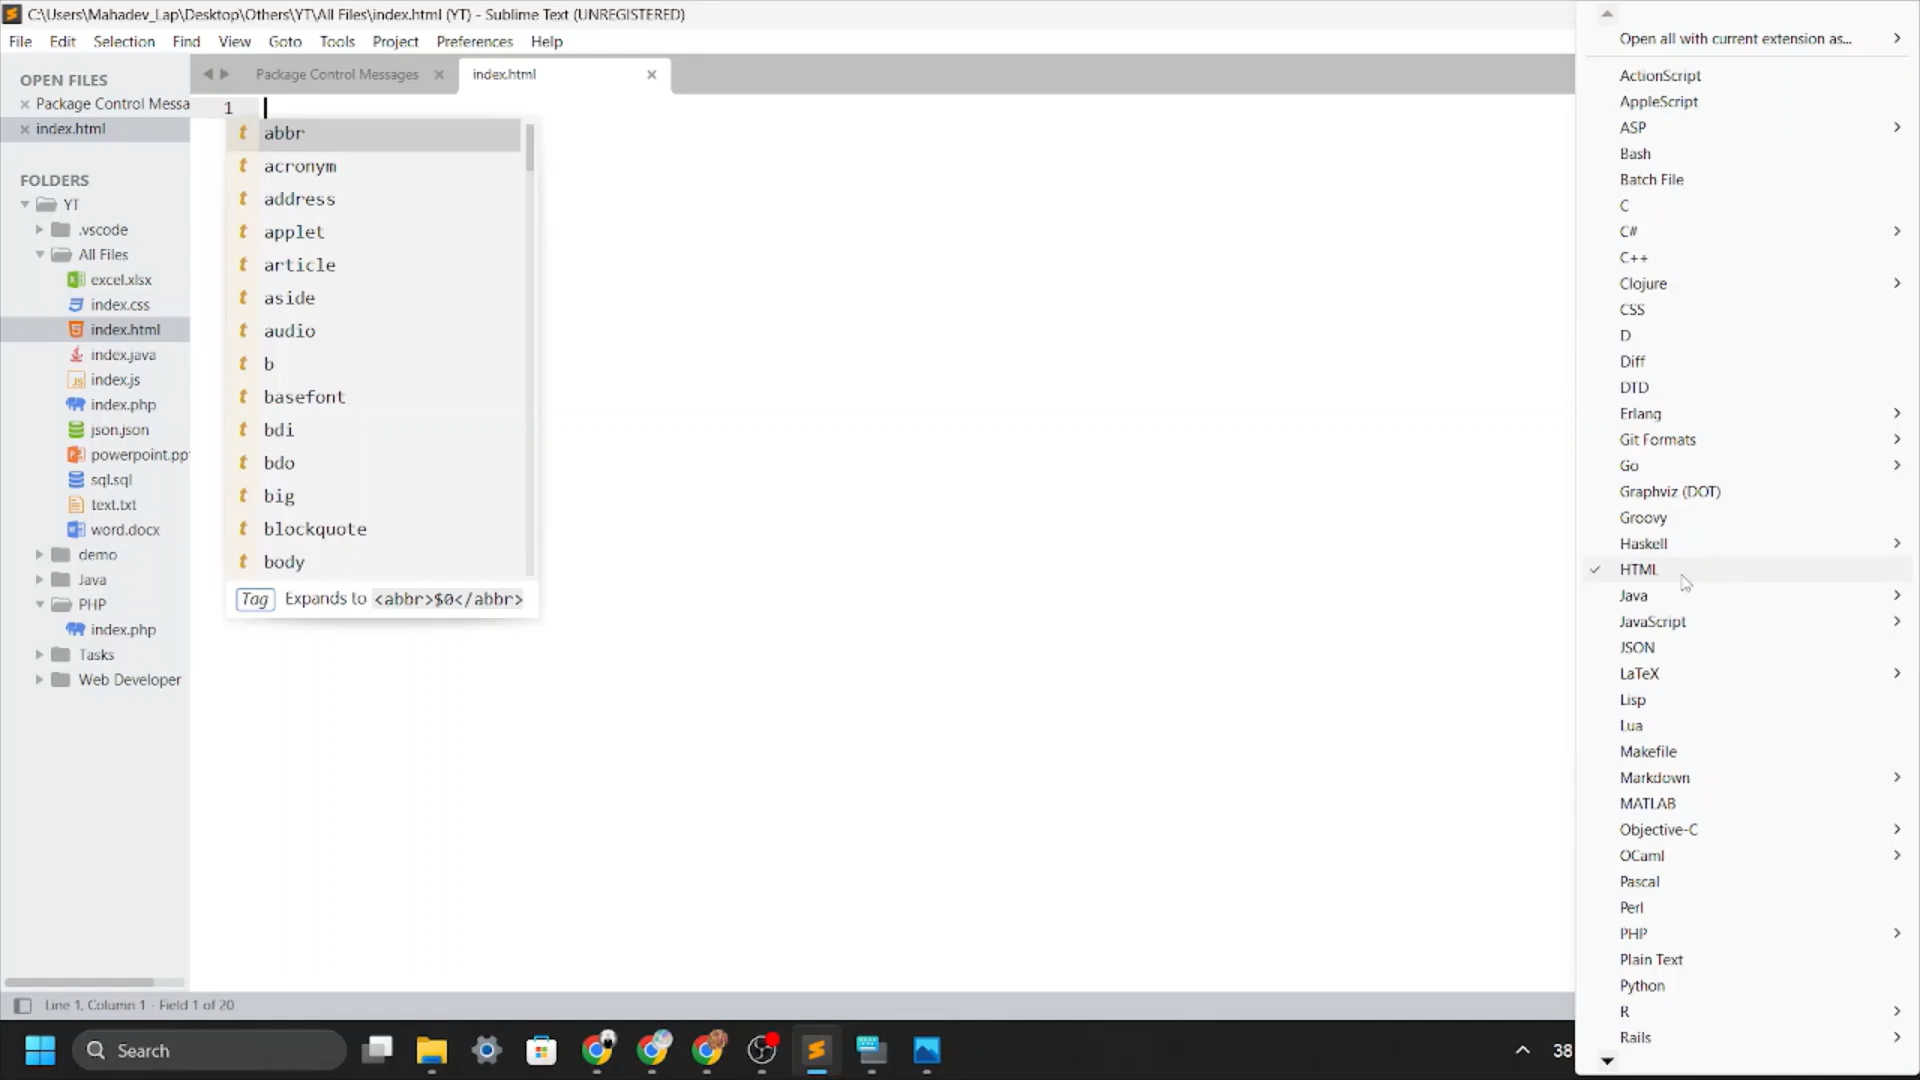 C:\Users\Mahadev_Lap\Desktop\Others\YT\All Files\index.html (YT) - Sublime Text (UNREGISTERED)
File Edit Selection Find View Goto Tools Project Preferences Help
OPEN FILES
Package Control Messa
index.html
FOLDERS
YT
.vscode
All Files
excel.xlsx
index.css
index.html
index.java
index.js
index.php
json.json
powerpoint.pp
sql.sql
text.txt
word.docx
demo
Java
PHP
index.php
Tasks
Web Developer
Package Control Messages
index.html
1
t abbr
t acronym
t address
t applet
t article
t aside
t audio
t b
t basefont
t bdi
t bdo
t big
t blockquote
t body
Tag Expands to <abbr>$0</abbr>
Open all with current extension as...
ActionScript
AppleScript
ASP
Bash
Batch File
C
C#
C++
Clojure
CSS
D
Diff
DTD
Erlang
Git Formats
Go
Graphviz (DOT)
Groovy
Haskell
HTML
Java
JavaScript
JSON
LaTeX
Lisp
Lua
Makefile
Markdown
MATLAB
Objective-C
OCaml
Pascal
Perl
PHP
Plain Text
Python
R
Rails
Line 1, Column 1 - Field 1 of 20
Search
38